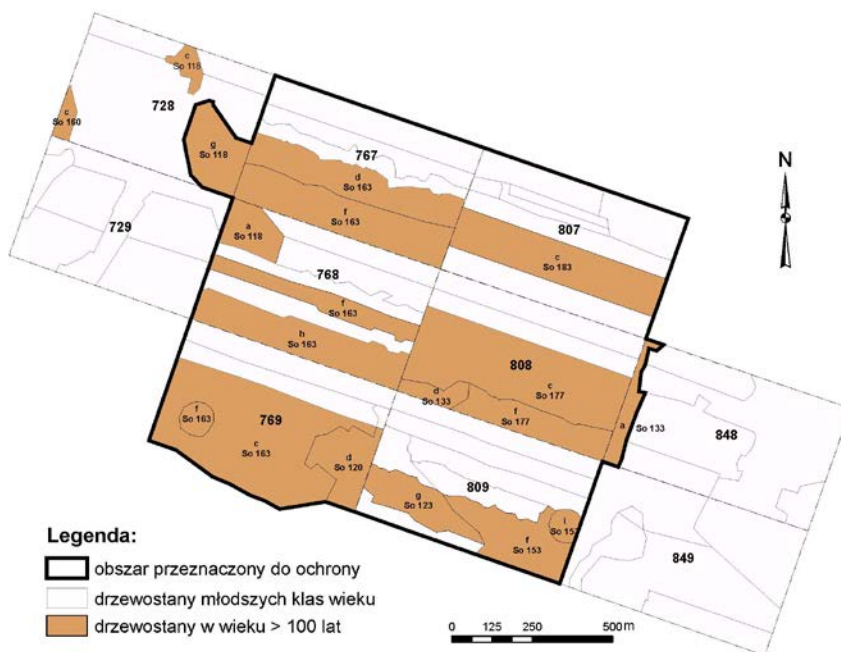 c
So 118
728
c
So 160
g
So 118
767
d
So 163
f
So 163
N
807
c
So 183
729
a
So 118
768
f
So 163
h
So 163
808
c
So 177
d
So 133
f
So 177
a
So 133
848
f
So 163
769
c
So 163
d
So 120
809
g
So 123
i
f
So 153
849
Legenda:
obszar przeznaczony do ochrony
drzewostany młodszych klas wieku
drzewostany w wieku > 100 lat
0 125 250 500m